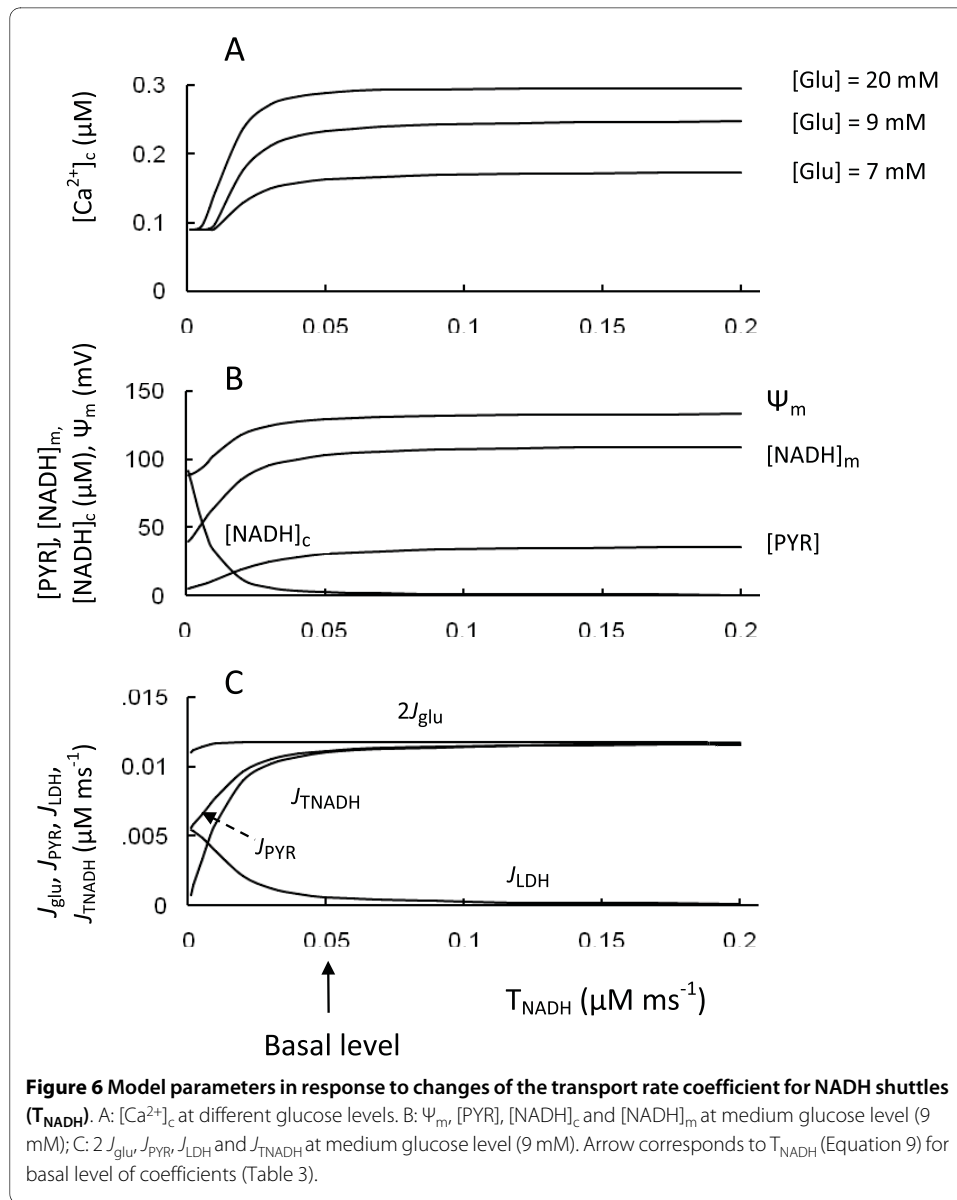 A
[Ca²⁺]c (μM)
0.3
0.2
0.1
0
0 0.05 0.1 0.15 0.2
[Glu] = 20 mM
[Glu] = 9 mM
[Glu] = 7 mM
B
[PYR], [NADH]m,
[NADH]c (μM), Ψm (mV)
150
100
50
0
0 0.05 0.1 0.15 0.2
Ψm
[NADH]m
[NADH]c
[PYR]
C
Jglu, JPYR, JLDH,
JTNADH (μM ms⁻¹)
.015
0.01
.005
0
0 0.05 0.1 0.15 0.2
2Jglu
JTNADH
JPYR
JLDH
TNADH (μM ms⁻¹)
Basal level
Figure 6 Model parameters in response to changes of the transport rate coefficient for NADH shuttles
(TNADH). A: [Ca²⁺]c at different glucose levels. B: Ψm, [PYR], [NADH]c and [NADH]m at medium glucose level (9
mM); C: 2 Jglu, JPYR, JLDH and JTNADH at medium glucose level (9 mM). Arrow corresponds to TNADH (Equation 9) for
basal level of coefficients (Table 3).